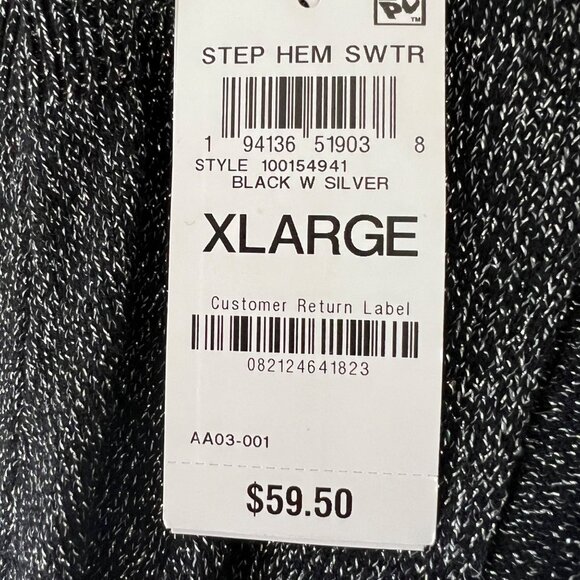 STEP HEM SWTR
1 94136 51903 8
STYLE 100154941
BLACK W SILVER
XLARGE
Customer Return Label
082124641823
AA03-001
$59.50